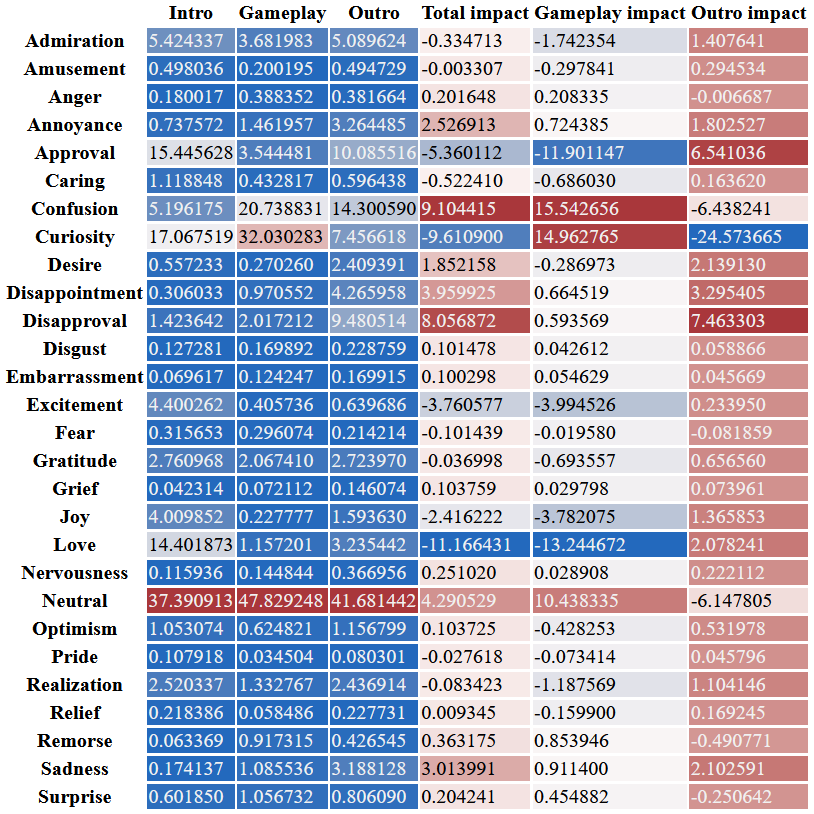 Intro Gameplay Outro Total impact Gameplay impact Outro impact
Admiration 5.424337 3.681983 5.089624 -0.334713 -1.742354 1.407641
Amusement 0.498036 0.200195 0.494729 -0.003307 -0.297841 0.294534
Anger 0.180017 0.388352 0.381664 0.201648 0.208335 -0.006687
Annoyance 0.737572 1.461957 3.264485 2.526913 0.724385 1.802527
Approval 15.445628 3.544481 10.085516 -5.360112 -11.901147 6.541036
Caring 1.118848 0.432817 0.596438 -0.522410 -0.686030 0.163620
Confusion 5.196175 20.738831 14.300590 9.104415 15.542656 -6.438241
Curiosity 17.067519 32.030283 7.456618 -9.610900 14.962765 -24.573665
Desire 0.557233 0.270260 2.409391 1.852158 -0.286973 2.139130
Disappointment 0.306033 0.970552 4.265958 3.959925 0.664519 3.295405
Disapproval 1.423642 2.017212 9.480514 8.056872 0.593569 7.463303
Disgust 0.127281 0.169892 0.228759 0.101478 0.042612 0.058866
Embarrassment 0.069617 0.124247 0.169915 0.100298 0.054629 0.045669
Excitement 4.400262 0.405736 0.639686 -3.760577 -3.994526 0.233950
Fear 0.315653 0.296074 0.214214 -0.101439 -0.019580 -0.081859
Gratitude 2.760968 2.067410 2.723970 -0.036998 -0.693557 0.656560
Grief 0.042314 0.072112 0.146074 0.103759 0.029798 0.073961
Joy 4.009852 0.227777 1.593630 -2.416222 -3.782075 1.365853
Love 14.401873 1.157201 3.235442 -11.166431 -13.244672 2.078241
Nervousness 0.115936 0.144844 0.366956 0.251020 0.028908 0.222112
Neutral 37.390913 47.829248 41.681442 4.290529 10.438335 -6.147805
Optimism 1.053074 0.624821 1.156799 0.103725 -0.428253 0.531978
Pride 0.107918 0.034504 0.080301 -0.027618 -0.073414 0.045796
Realization 2.520337 1.332767 2.436914 -0.083423 -1.187569 1.104146
Relief 0.218386 0.058486 0.227731 0.009345 -0.159900 0.169245
Remorse 0.063369 0.917315 0.426545 0.363175 0.853946 -0.490771
Sadness 0.174137 1.085536 3.188128 3.013991 0.911400 2.102591
Surprise 0.601850 1.056732 0.806090 0.204241 0.454882 -0.250642